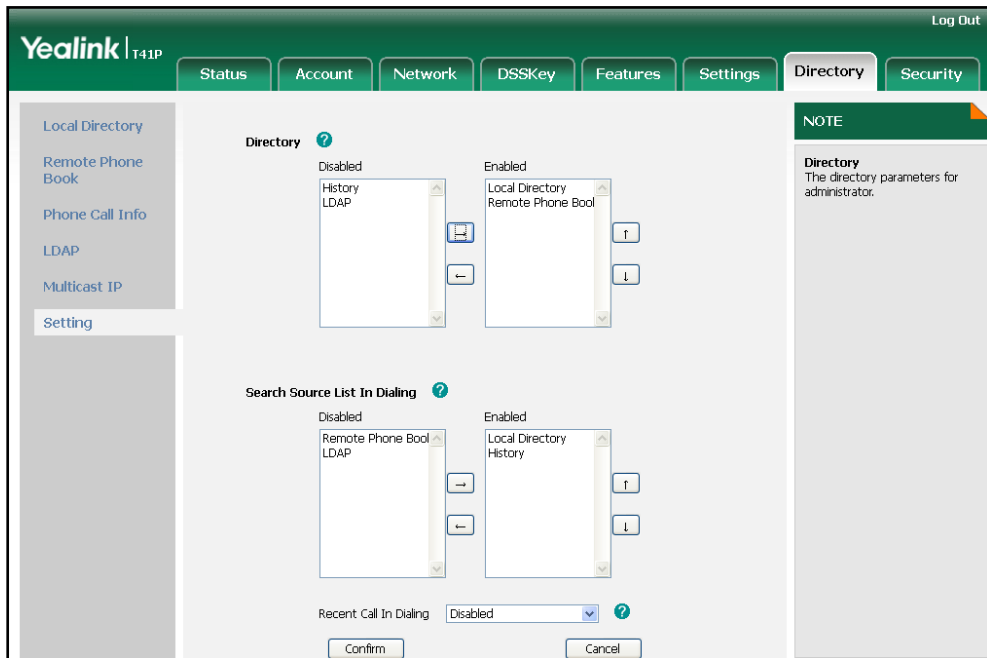 Log Out
Yealink | T41P
Status Account Network DSSKey Features Settings Directory Security
Local Directory
Remote Phone
Book
Phone Call Info
LDAP
Multicast IP
Setting
Directory ?
Disabled Enabled
History
LDAP
→
←
Local Directory
Remote Phone Bool
↑
↓
Search Source List In Dialing ?
Disabled Enabled
Remote Phone Bool
LDAP
→
←
Local Directory
History
↑
↓
Recent Call In Dialing Disabled ?
Confirm Cancel
NOTE
Directory
The directory parameters for
administrator.